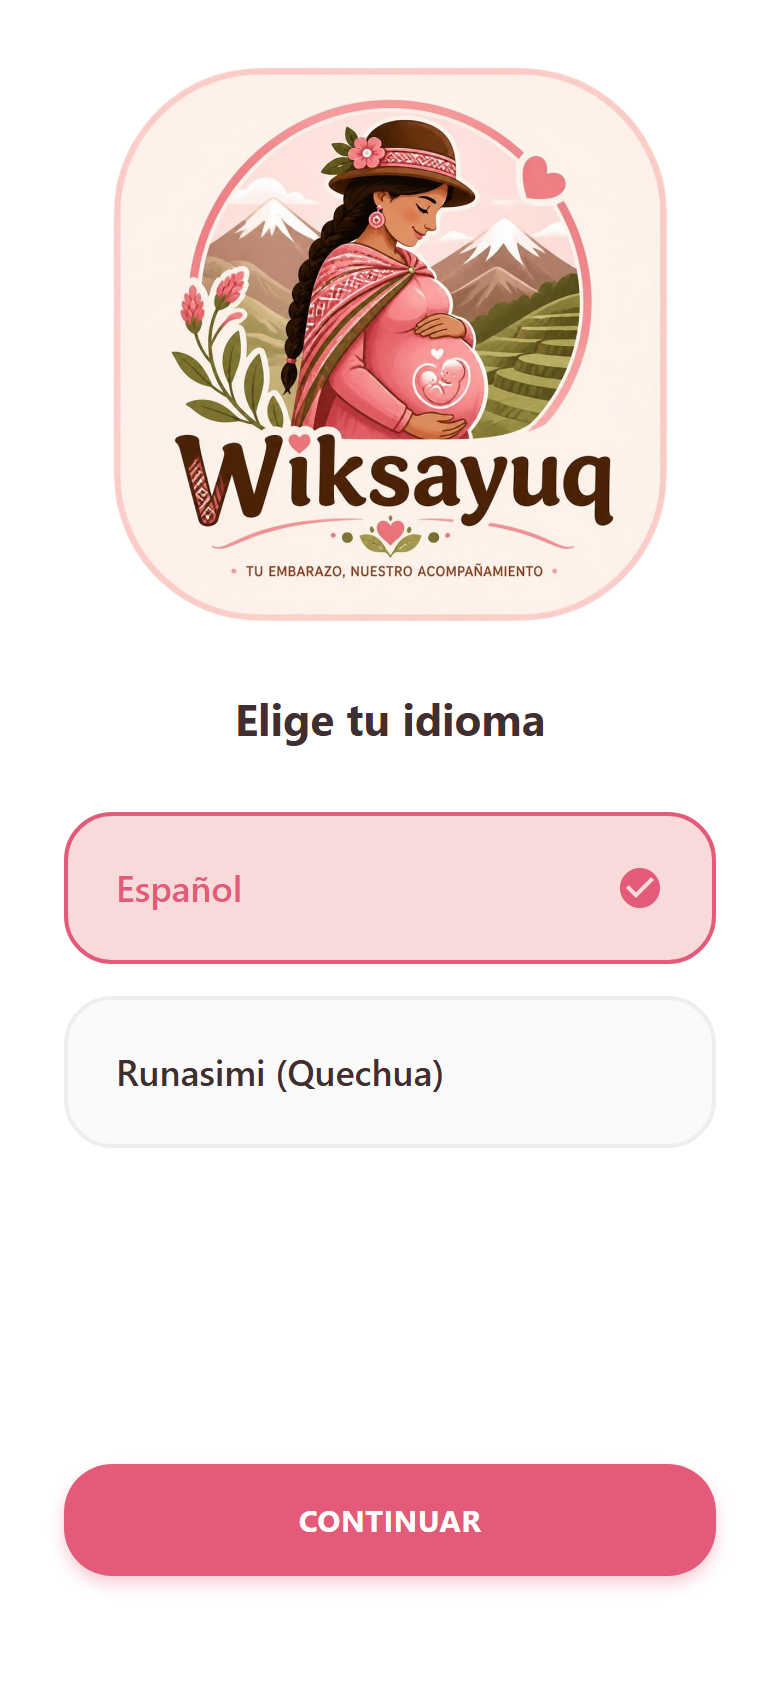 Wiksayuq
TU EMBARAZO, NUESTRO ACOMPAÑAMIENTO
Elige tu idioma
Español
Runasimi (Quechua)
CONTINUAR